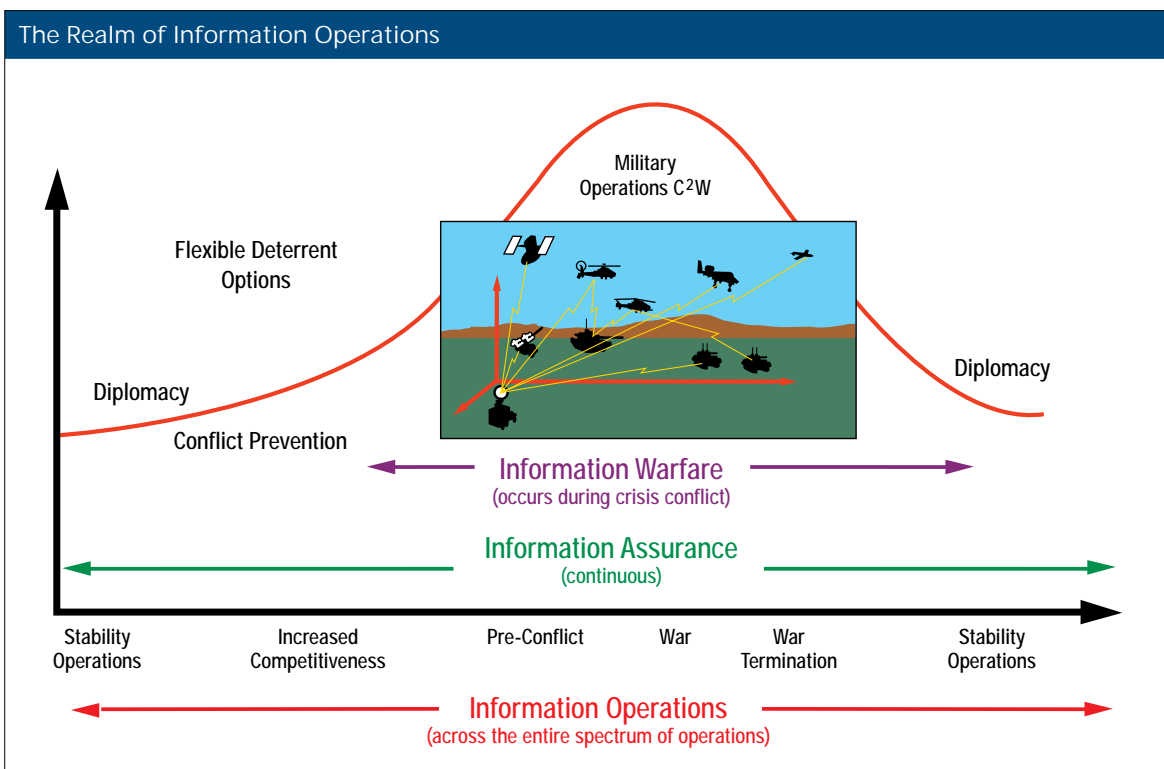 The Realm of Information Operations
Military
Operations C²W
Flexible Deterrent
Options
Diplomacy
Diplomacy
Conflict Prevention
Information Warfare
(occurs during crisis conflict)
Information Assurance
(continuous)
Stability
Operations
Increased
Competitiveness
Pre-Conflict
War
War
Termination
Stability
Operations
Information Operations
(across the entire spectrum of operations)